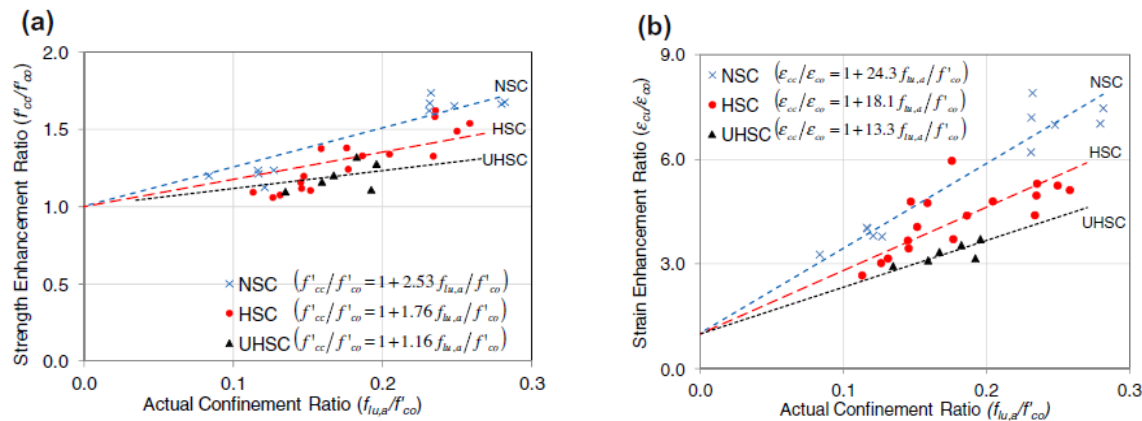 (a)
Strength Enhancement Ratio (f'cc/f'co)
2.0
1.5
1.0
0.5
0.0
NSC
HSC
UHSC
NSC (f'cc/f'co = 1+2.53 flu,a/f'co)
HSC (f'cc/f'co = 1+1.76 flu,a/f'co)
UHSC (f'cc/f'co = 1+1.16 flu,a/f'co)
0.0 0.1 0.2 0.3
Actual Confinement Ratio (flu,a/f'co)
(b)
Strain Enhancement Ratio (εcu/εco)
9.0
6.0
3.0
0.0
NSC (εcc/εco = 1+24.3 flu,a/f'co)
HSC (εcc/εco = 1+18.1 flu,a/f'co)
UHSC (εcc/εco = 1+13.3 flu,a/f'co)
NSC
HSC
UHSC
0.0 0.1 0.2 0.3
Actual Confinement Ratio (flu,a/f'co)